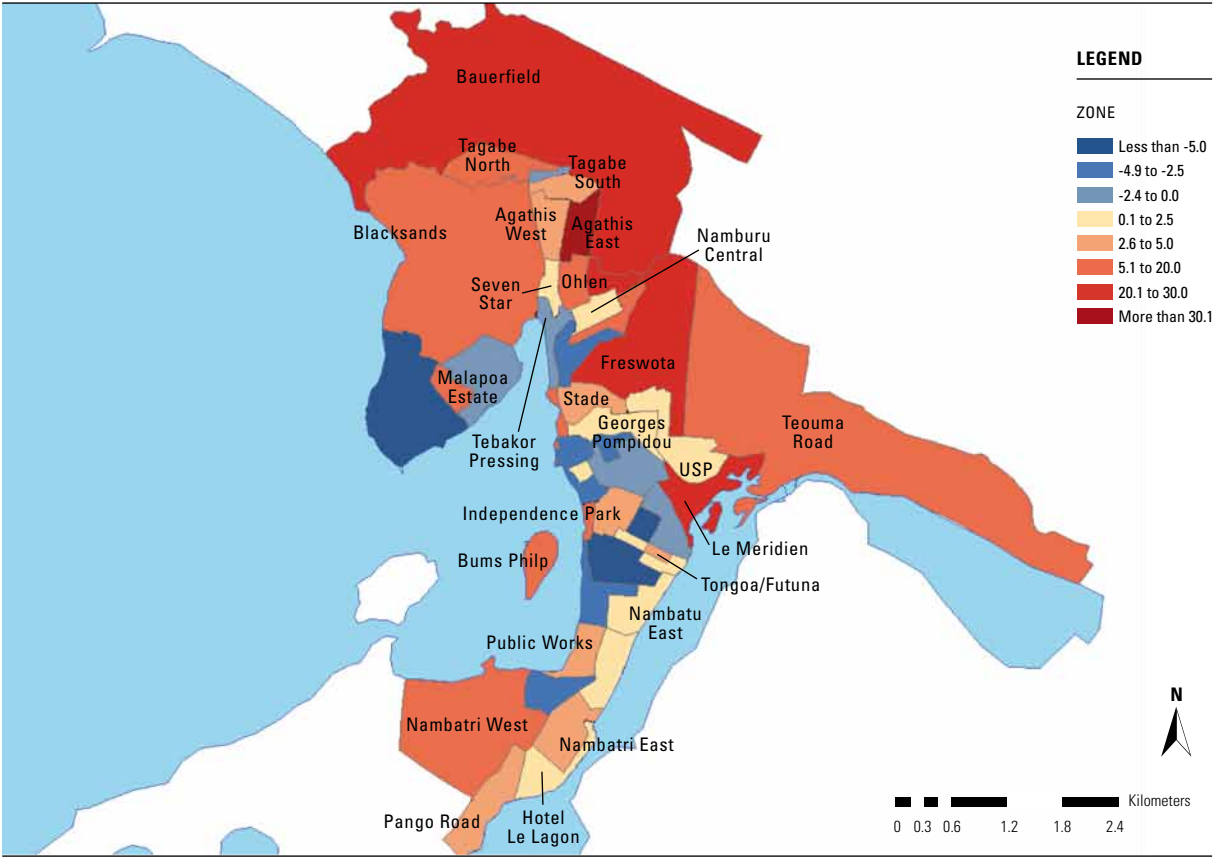 Bauerfield
Tagabe
North
Tagabe
South
Agathis
West
Agathis
East
Blacksands
Namburu
Central
Seven
Star
Ohlen
Freswota
Malapoa
Estate
Stade
Georges
Pompidou
Teouma
Road
Tebakor
Pressing
USP
Independence Park
Le Meridien
Bums Philp
Tongoa/Futuna
Nambatu
East
Public Works
Nambatri West
Nambatri East
Pango Road
Hotel
Le Lagon
LEGEND
ZONE
Less than -5.0
-4.9 to -2.5
-2.4 to 0.0
0.1 to 2.5
2.6 to 5.0
5.1 to 20.0
20.1 to 30.0
More than 30.1
N
Kilometers
0 0.3 0.6 1.2 1.8 2.4